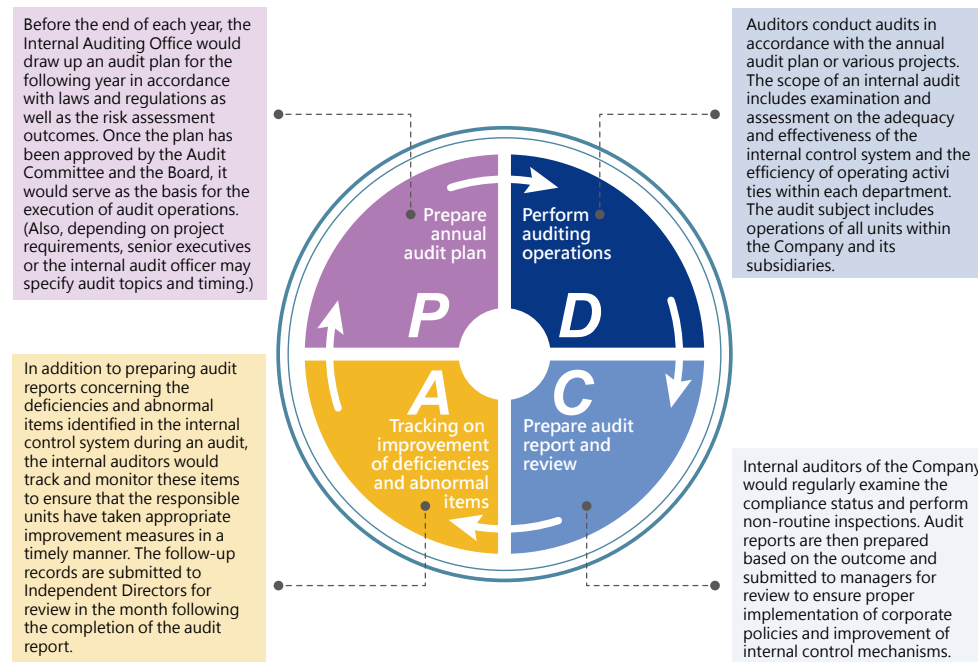 Before the end of each year, the
Internal Auditing Office would
draw up an audit plan for the
following year in accordance
with laws and regulations as
well as the risk assessment
outcomes. Once the plan has
been approved by the Audit
Committee and the Board, it
would serve as the basis for the
execution of audit operations.
(Also, depending on project
requirements, senior executives
or the internal audit officer may
specify audit topics and timing.)
Auditors conduct audits in
accordance with the annual
audit plan or various projects.
The scope of an internal audit
includes examination and
assessment on the adequacy
and effectiveness of the
internal control system and the
efficiency of operating activi
ties within each department.
The audit subject includes
operations of all units within
the Company and its
subsidiaries.
Prepare
annual
audit plan
P
Perform
auditing
operations
D
A
Tracking on
improvement
of deficiencies
and abnormal
items
C
Prepare audit
report and
review
In addition to preparing audit
reports concerning the
deficiencies and abnormal
items identified in the internal
control system during an audit,
the internal auditors would
track and monitor these items
to ensure that the responsible
units have taken appropriate
improvement measures in a
timely manner. The follow-up
records are submitted to
Independent Directors for
review in the month following
the completion of the audit
report.
Internal auditors of the Company
would regularly examine the
compliance status and perform
non-routine inspections. Audit
reports are then prepared
based on the outcome and
submitted to managers for
review to ensure proper
implementation of corporate
policies and improvement of
internal control mechanisms.